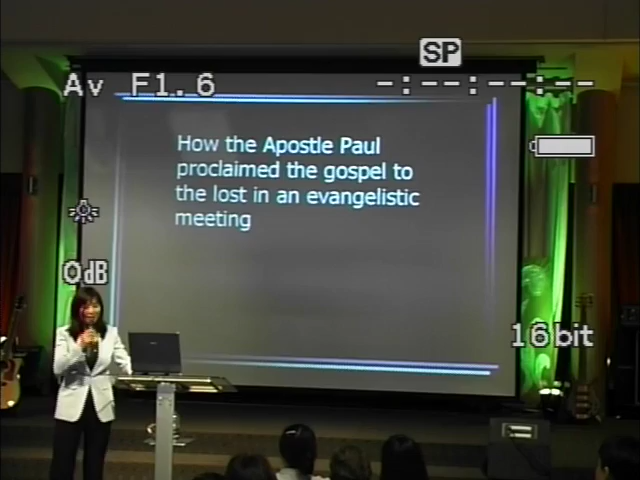 SP
Av F1.6 -:--:--:--
How the Apostle Paul
proclaimed the gospel to
the lost in an evangelistic
meeting
0dB
16bit